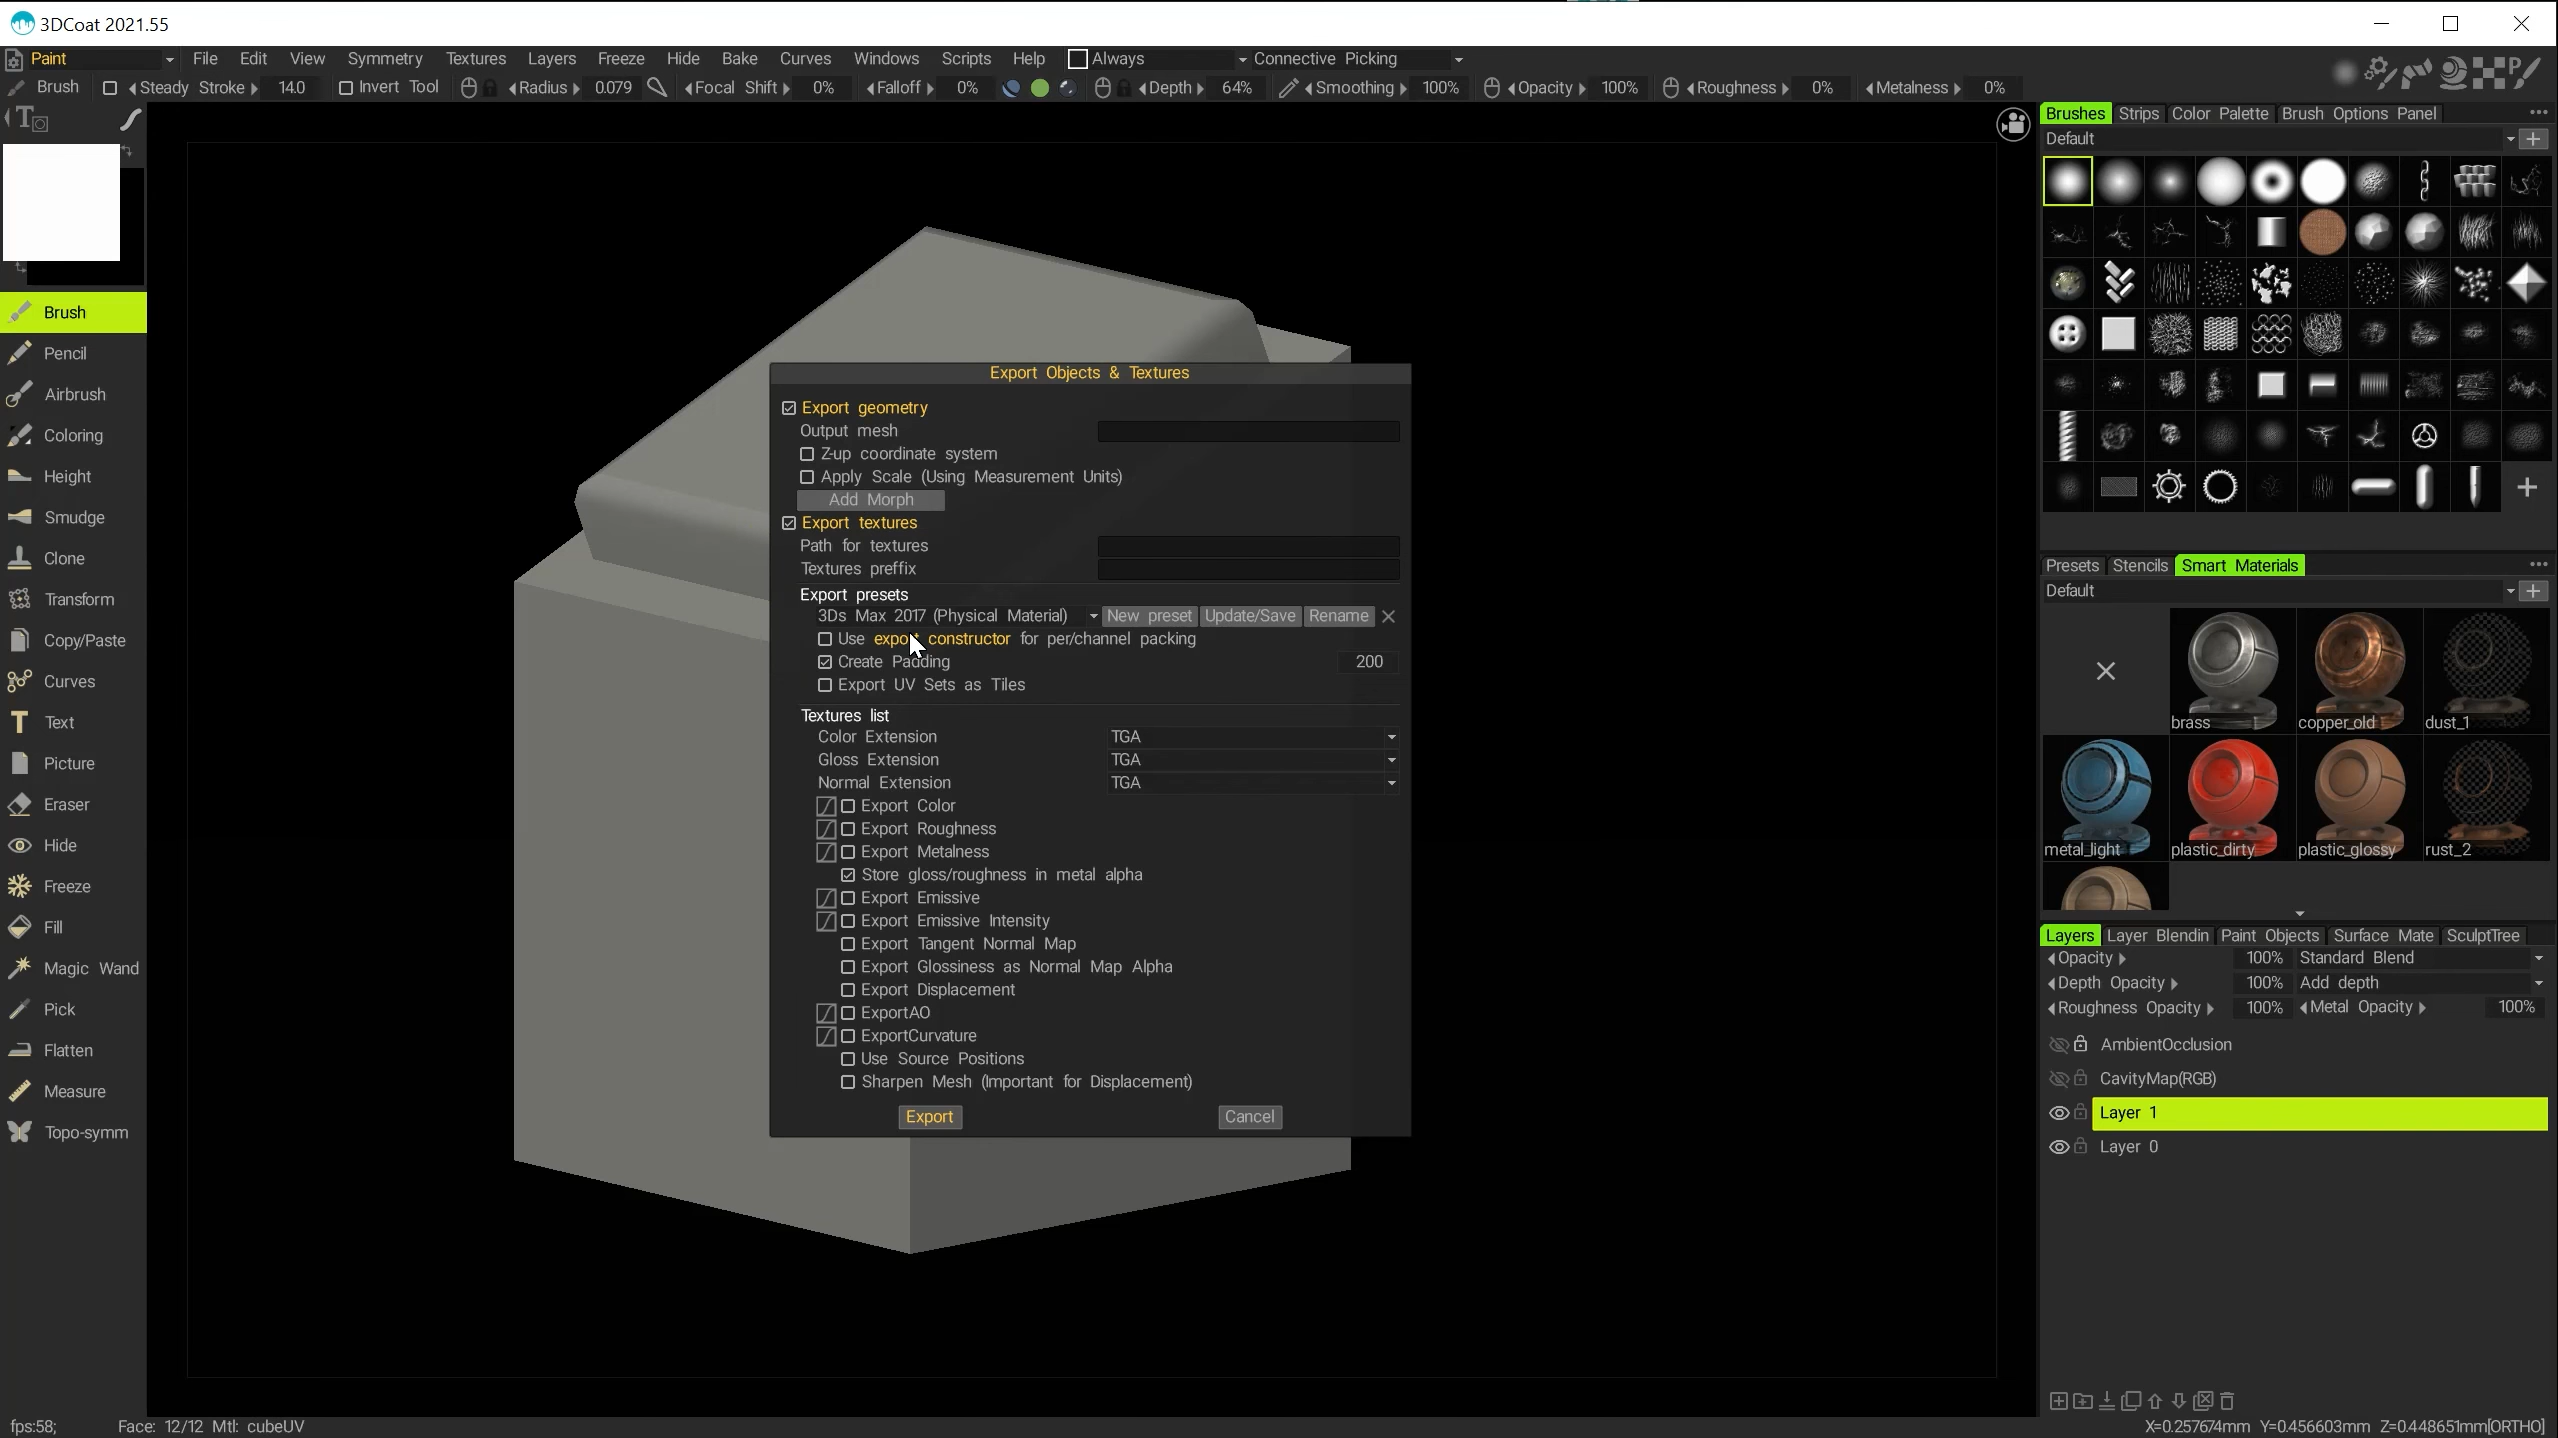 3DCoat 2021.55
Paint File Edit View Symmetry Textures Layers Freeze Hide Bake Curves Windows Scripts Help Always Connective Picking
Brush Steady Stroke 14.0 Invert Tool Radius 0.079 Focal Shift 0% Falloff 0% Depth 64% Smoothing 100% Opacity 100% Roughness 0% Metalness 0%
Brush
Pencil
Airbrush
Coloring
Height
Smudge
Clone
Transform
Copy/Paste
Curves
Text
Picture
Eraser
Hide
Freeze
Fill
Magic Wand
Pick
Flatten
Measure
Topo-symm
Export Objects & Textures
Export geometry
Output mesh
Z-up coordinate system
Apply Scale (Using Measurement Units)
Add Morph
Export textures
Path for textures
Textures preffix
Export presets
3Ds Max 2017 (Physical Material) New preset Update/Save Rename
Use export constructor for per/channel packing
Create Padding 200
Export UV Sets as Tiles
Textures list
Color Extension TGA
Gloss Extension TGA
Normal Extension TGA
Export Color
Export Roughness
Export Metalness
Store gloss/roughness in metal alpha
Export Emissive
Export Emissive Intensity
Export Tangent Normal Map
Export Glossiness as Normal Map Alpha
Export Displacement
ExportAO
ExportCurvature
Use Source Positions
Sharpen Mesh (Important for Displacement)
Export Cancel
Brushes Strips Color Palette Brush Options Panel
Default
Presets Stencils Smart Materials
Default
brass copper_old dust_1
metal_light plastic_dirty plastic_glossy rust_2
Layers Layer Blendin Paint Objects Surface Mate SculptTree
Opacity 100% Standard Blend
Depth Opacity 100% Add depth
Roughness Opacity 100% Metal Opacity 100%
AmbientOcclusion
CavityMap(RGB)
Layer 1
Layer 0
fps:58; Face: 12/12 Mtl: cubeUV X=0.257674mm Y=0.456603mm Z=0.448651mm[ORTHO]